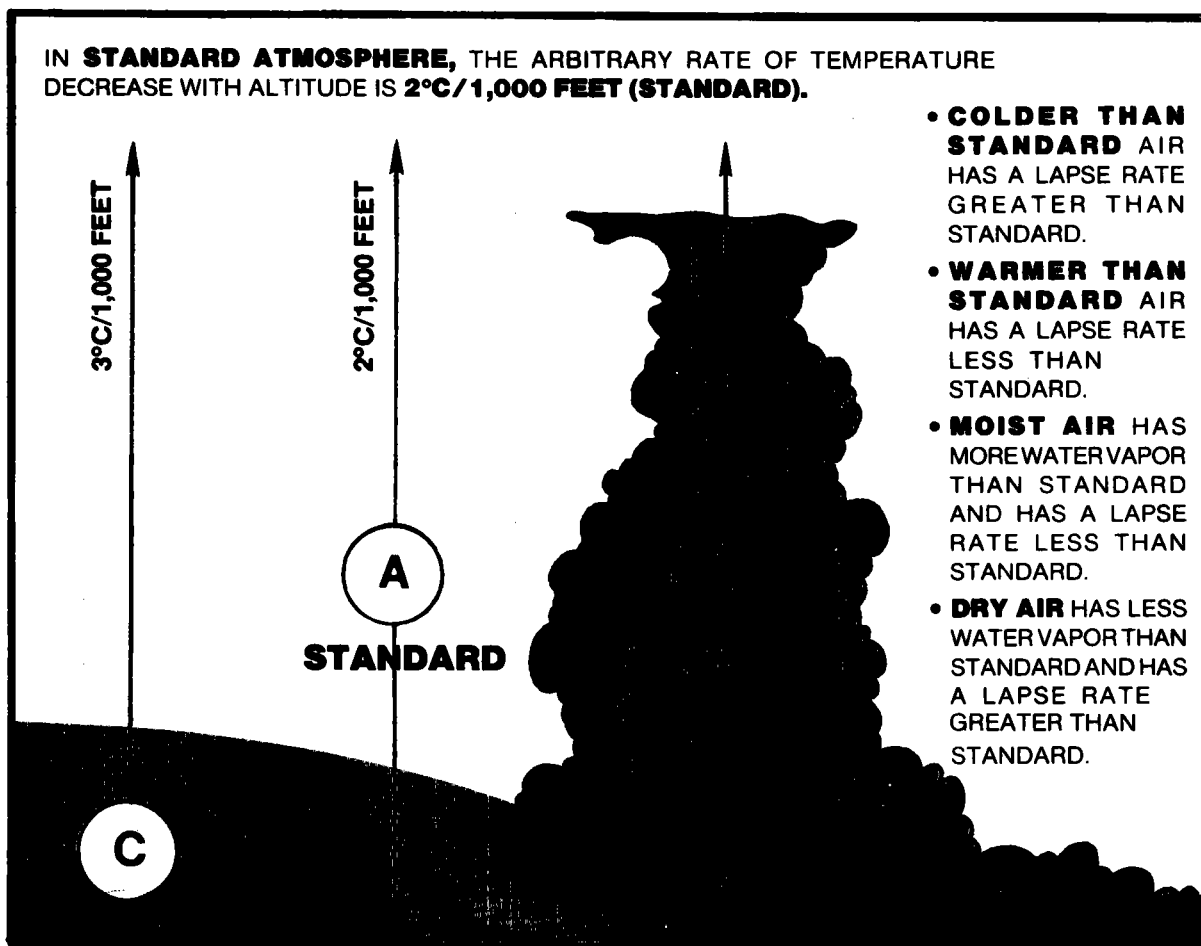 IN STANDARD ATMOSPHERE, THE ARBITRARY RATE OF TEMPERATURE
DECREASE WITH ALTITUDE IS 2°C/1,000 FEET (STANDARD).
3°C/1,000 FEET
2°C/1,000 FEET
A
STANDARD
C
• COLDER THAN
STANDARD AIR
HAS A LAPSE RATE
GREATER THAN
STANDARD.
• WARMER THAN
STANDARD AIR
HAS A LAPSE RATE
LESS THAN
STANDARD.
• MOIST AIR HAS
MORE WATER VAPOR
THAN STANDARD
AND HAS A LAPSE
RATE LESS THAN
STANDARD.
• DRY AIR HAS LESS
WATER VAPOR THAN
STANDARD AND HAS
A LAPSE RATE
GREATER THAN
STANDARD.